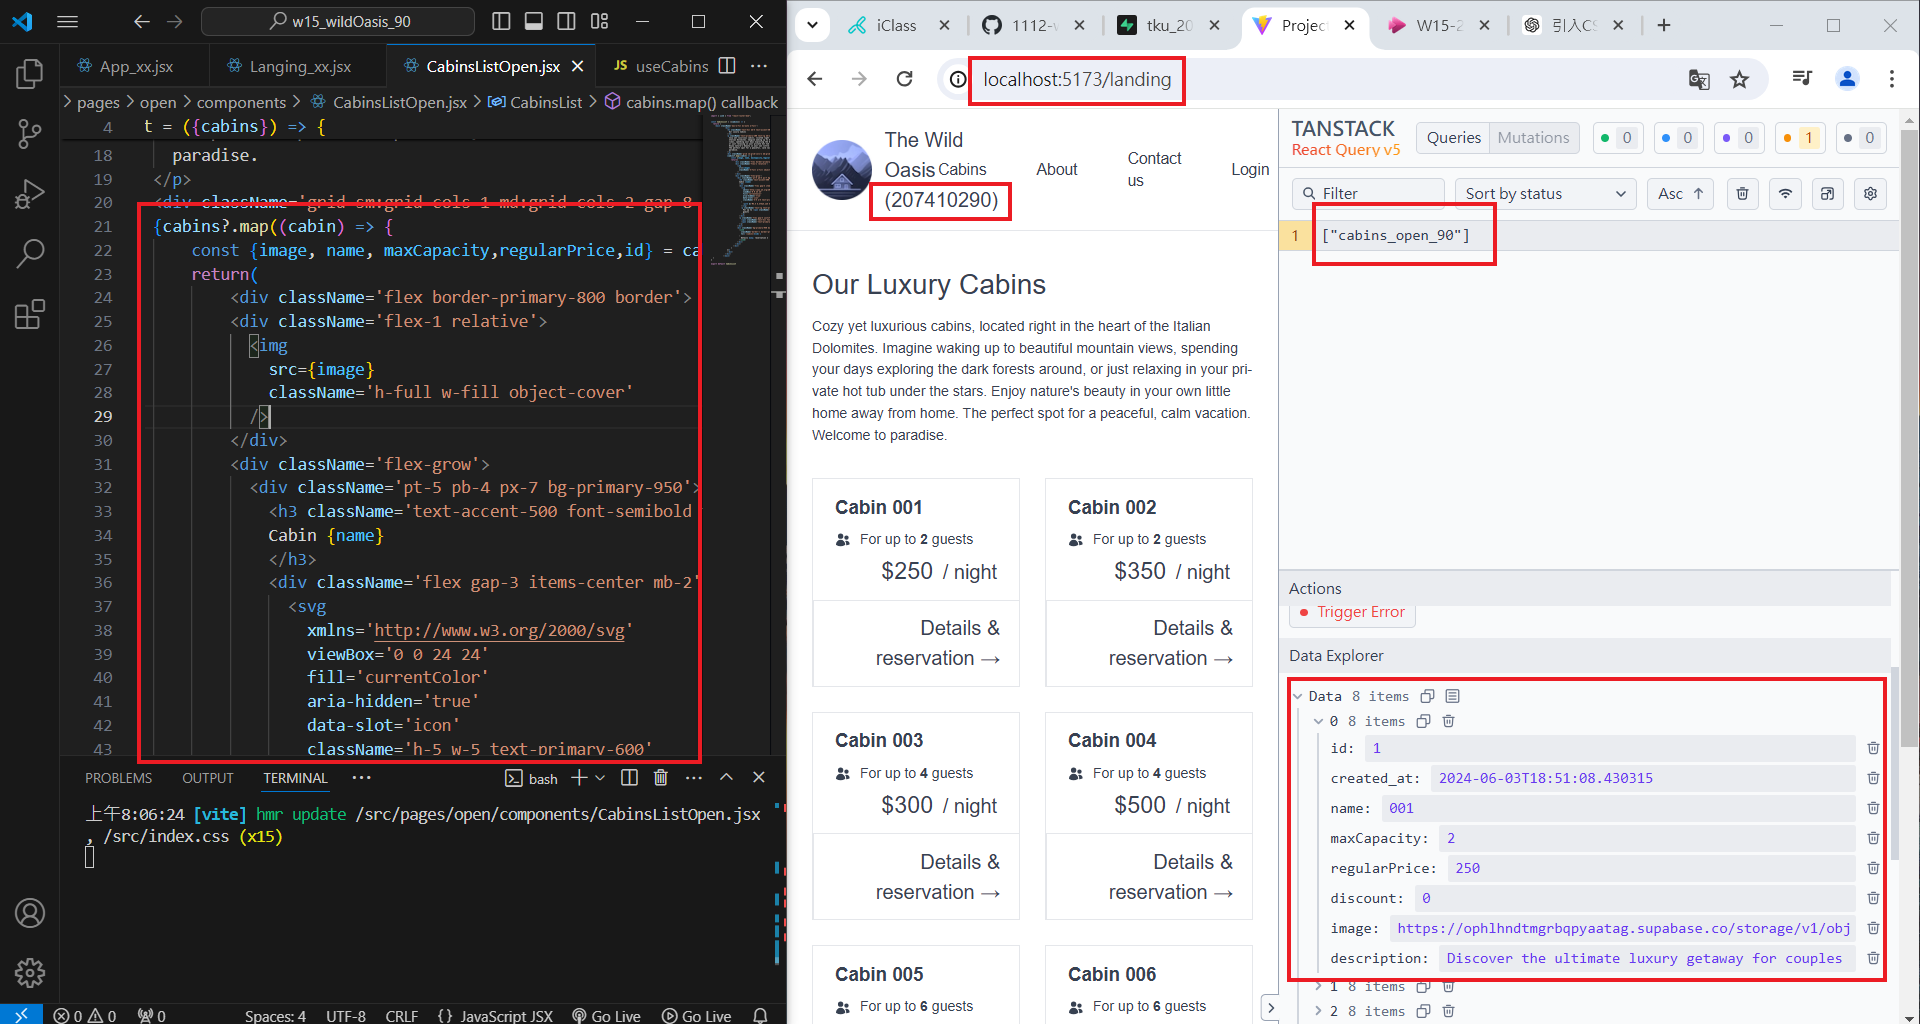 w15_wildOasis_90
App_xx.jsx
Langing_xx.jsx
CabinsListOpen.jsx
useCabins
pages > open > components > CabinsListOpen.jsx > CabinsList > cabins.map() callback
4 t = ({cabins}) => {
18 paradise.
19 </p>
20 <div className='grid sm:grid-cols-1 md:grid-cols-2 gap-8
21 {cabins?.map((cabin) => {
22 const {image, name, maxCapacity,regularPrice,id} = ca
23 return(
24 <div className='flex border-primary-800 border'>
25 <div className='flex-1 relative'>
26 <img
27 src={image}
28 className='h-full w-fill object-cover'
29 />
30 </div>
31 <div className='flex-grow'>
32 <div className='pt-5 pb-4 px-7 bg-primary-950'>
33 <h3 className='text-accent-500 font-semibold
34 Cabin {name}
35 </h3>
36 <div className='flex gap-3 items-center mb-2'
37 <svg
38 xmlns='http://www.w3.org/2000/svg'
39 viewBox='0 0 24 24'
40 fill='currentColor'
41 aria-hidden='true'
42 data-slot='icon'
43 className='h-5 w-5 text-primary-600'
PROBLEMS OUTPUT TERMINAL
bash
上午8:06:24 [vite] hmr update /src/pages/open/components/CabinsListOpen.jsx
, /src/index.css (x15)
0 0 0 Spaces: 4 UTF-8 CRLF {} JavaScript JSX Go Live Go Live
iClass
1112-
tku_20
Projec
W15-2
引入CS
localhost:5173/landing
The Wild
Oasis
(207410290)
Cabins
About
Contact
us
Login
Our Luxury Cabins
Cozy yet luxurious cabins, located right in the heart of the Italian
Dolomites. Imagine waking up to beautiful mountain views, spending
your days exploring the dark forests around, or just relaxing in your pri-
vate hot tub under the stars. Enjoy nature's beauty in your own little
home away from home. The perfect spot for a peaceful, calm vacation.
Welcome to paradise.
Cabin 001
For up to 2 guests
$250 / night
Details &
reservation →
Cabin 002
For up to 2 guests
$350 / night
Details &
reservation →
Cabin 003
For up to 4 guests
$300 / night
Details &
reservation →
Cabin 004
For up to 4 guests
$500 / night
Details &
reservation →
Cabin 005
For up to 6 guests
Cabin 006
For up to 6 guests
TANSTACK
React Query v5
Queries Mutations
0 0 0 1 0
Filter
Sort by status
Asc ↑
1 ["cabins_open_90"]
Actions
Trigger Error
Data Explorer
Data 8 items
0 8 items
id: 1
created_at: 2024-06-03T18:51:08.430315
name: 001
maxCapacity: 2
regularPrice: 250
discount: 0
image: https://ophlhndtmgrbqpyaatag.supabase.co/storage/v1/obj
description: Discover the ultimate luxury getaway for couples
1 8 items
2 8 items